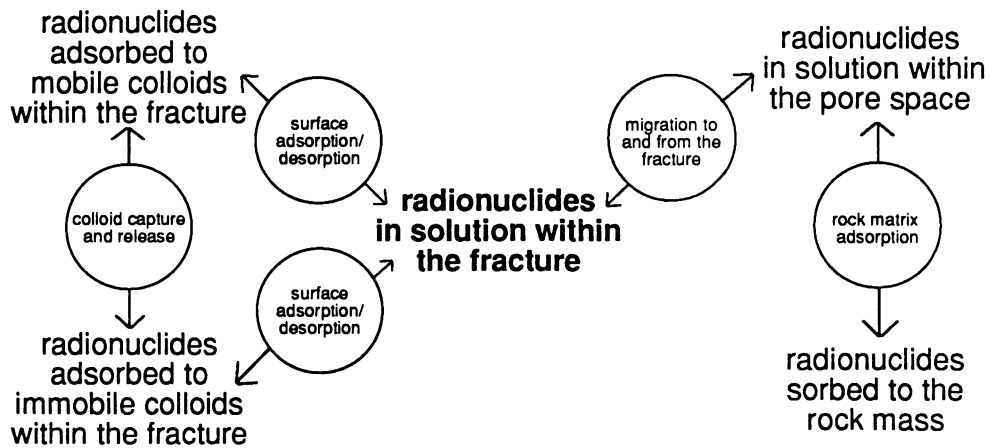 radionuclides
adsorbed to
mobile colloids
within the fracture
surface
adsorption/
desorption
colloid capture
and release
surface
adsorption/
desorption
radionuclides
adsorbed to
immobile colloids
within the fracture
radionuclides
in solution within
the fracture
migration to
and from the
fracture
radionuclides
in solution within
the pore space
rock matrix
adsorption
radionuclides
sorbed to the
rock mass